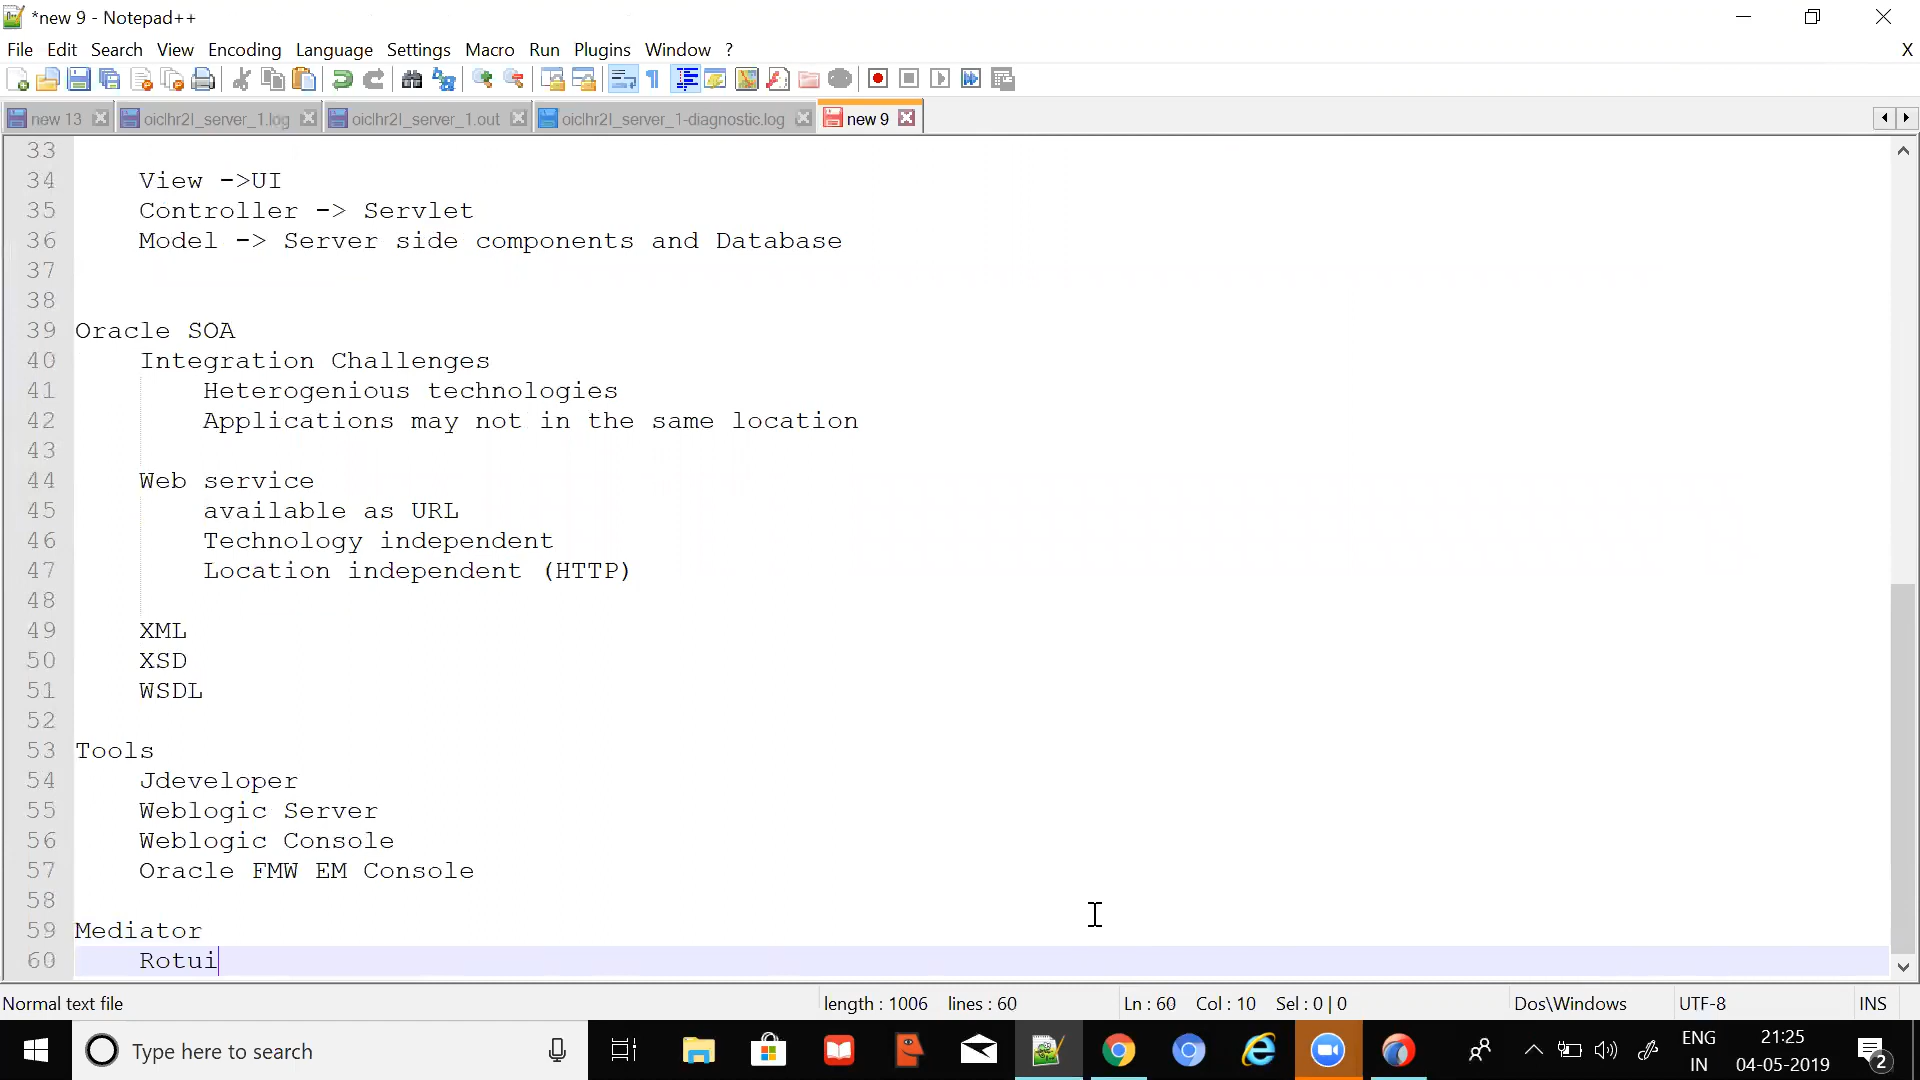 *new 9 - Notepad++
File Edit Search View Encoding Language Settings Macro Run Plugins Window ? X
new 13 oiclhr2l_server_1.log oiclhr2l_server_1.out oiclhr2l_server_1-diagnostic.log new 9
33
34 View ->UI
35 Controller -> Servlet
36 Model -> Server side components and Database
37
38
39 Oracle SOA
40 Integration Challenges
41 Heterogenious technologies
42 Applications may not in the same location
43
44 Web service
45 available as URL
46 Technology independent
47 Location independent (HTTP)
48
49 XML
50 XSD
51 WSDL
52
53 Tools
54 Jdeveloper
55 Weblogic Server
56 Weblogic Console
57 Oracle FMW EM Console
58
59 Mediator
60 Rotui
Normal text file length : 1006 lines : 60 Ln : 60 Col : 10 Sel : 0 | 0 Dos\Windows UTF-8 INS
Type here to search ENG 21:25
IN 04-05-2019 2